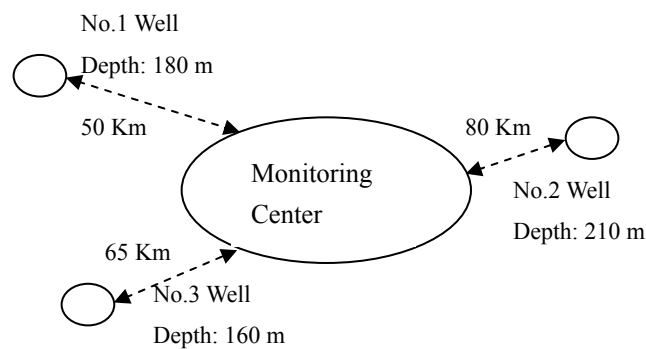 No.1 Well
Depth: 180 m
50 Km
80 Km
Monitoring
Center
No.2 Well
Depth: 210 m
65 Km
No.3 Well
Depth: 160 m